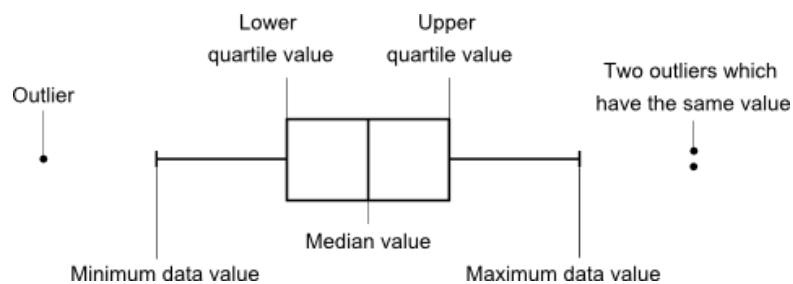 Lower
quartile value
Upper
quartile value
Two outliers which
have the same value
Outlier
Median value
Minimum data value
Maximum data value